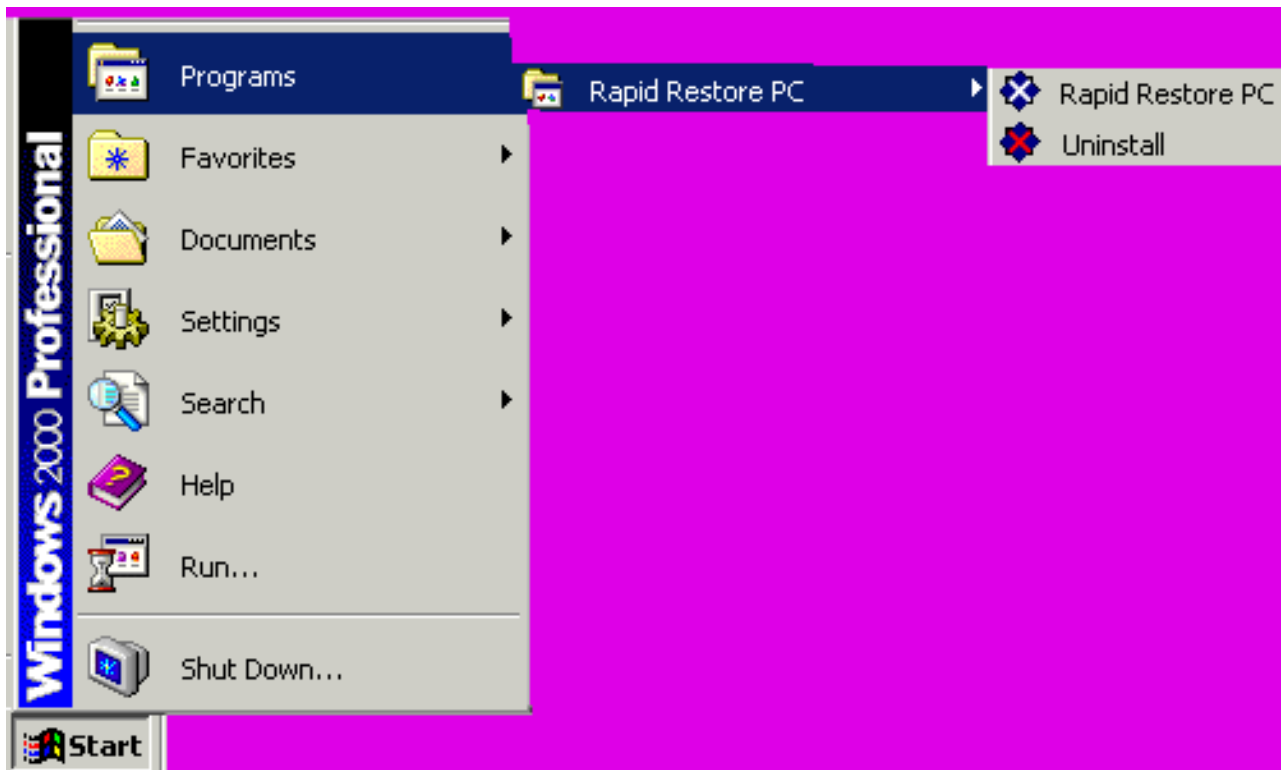 Windows 2000 Professional
Programs
Favorites
Documents
Settings
Search
Help
Run...
Shut Down...
Start
Rapid Restore PC
Rapid Restore PC
Uninstall